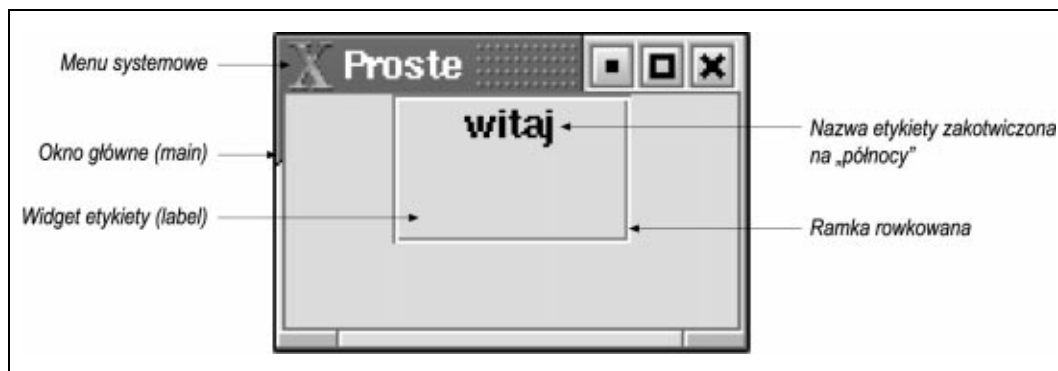 Menu systemowe
Proste
witaj
Nazwa etykiety zakotwiczona
na „północy”
Okno główne (main)
Widget etykiety (label)
Ramka rowkowana